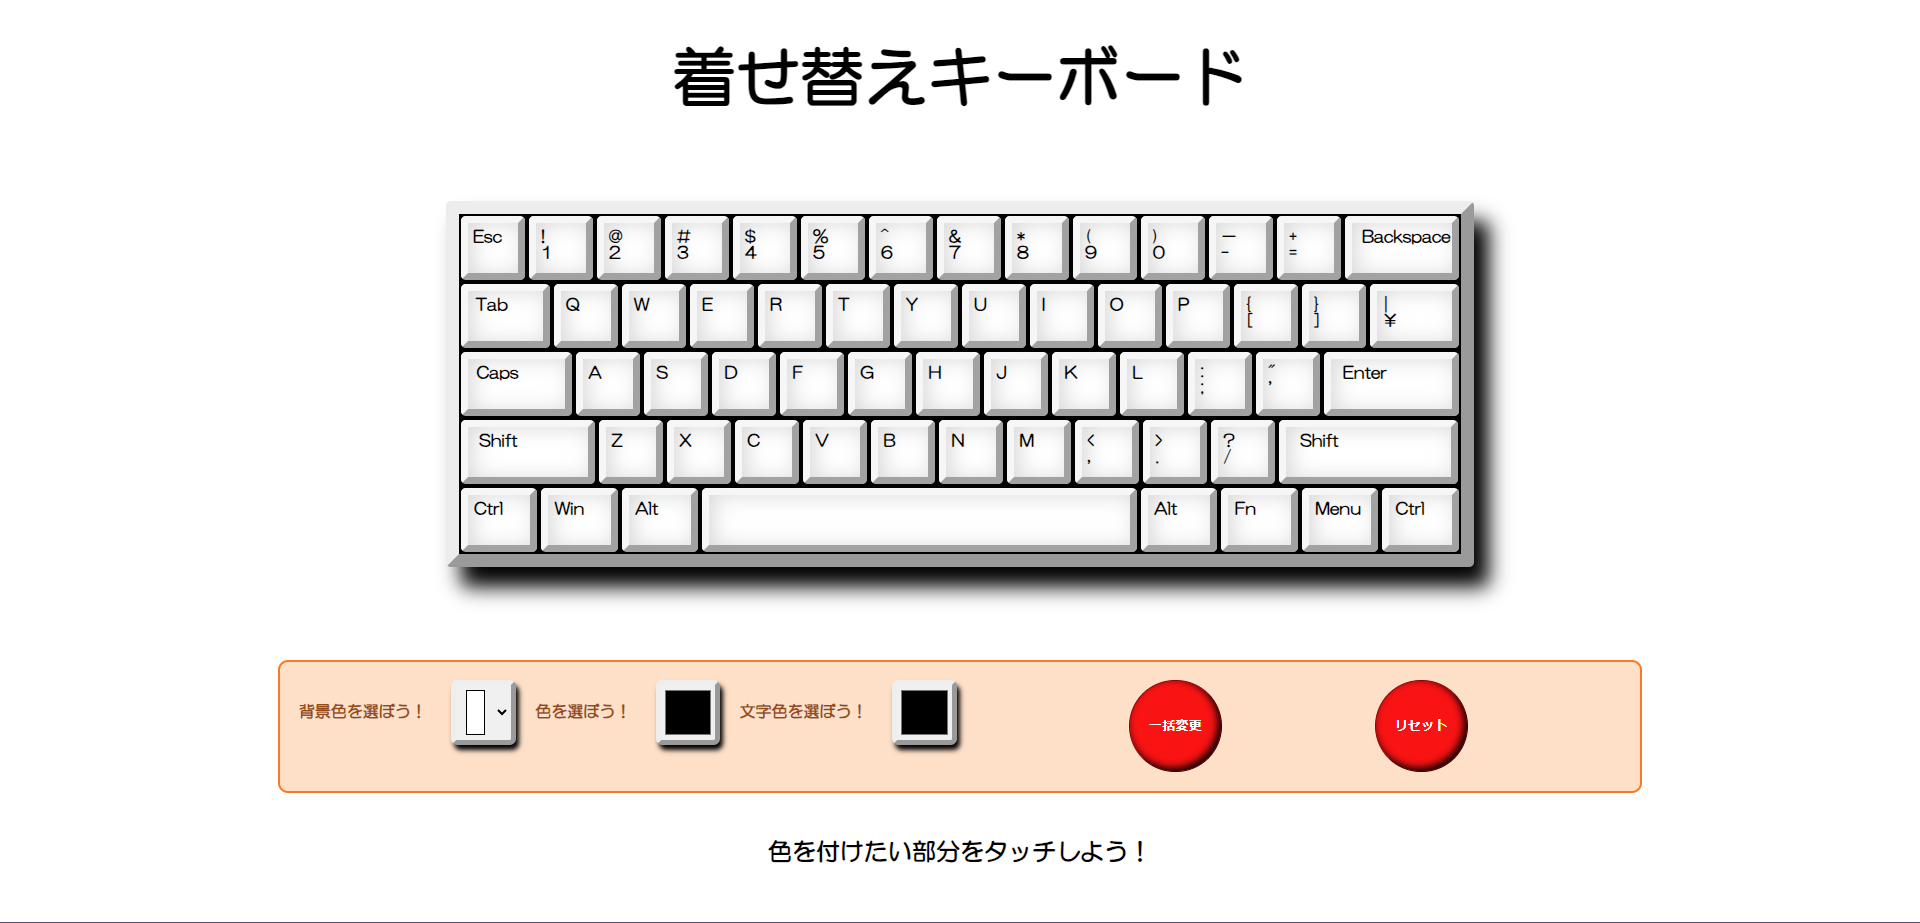 着せ替えキーボード
Esc ! @ # $ % ^ & * ( ) — + Backspace
1 2 3 4 5 6 7 8 9 0 - =
Tab Q W E R T Y U I O P { } |
[ ] ¥
Caps A S D F G H J K L : ” Enter
; ’
Shift Z X C V B N M < > ? Shift
, . /
Ctrl Win Alt Alt Fn Menu Ctrl
背景色を選ぼう！ 色を選ぼう！ 文字色を選ぼう！ 一括変更 リセット
色を付けたい部分をタッチしよう！